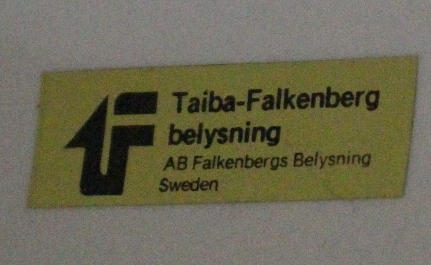 Taiba-Falkenberg
belysning
AB Falkenbergs Belysning
Sweden